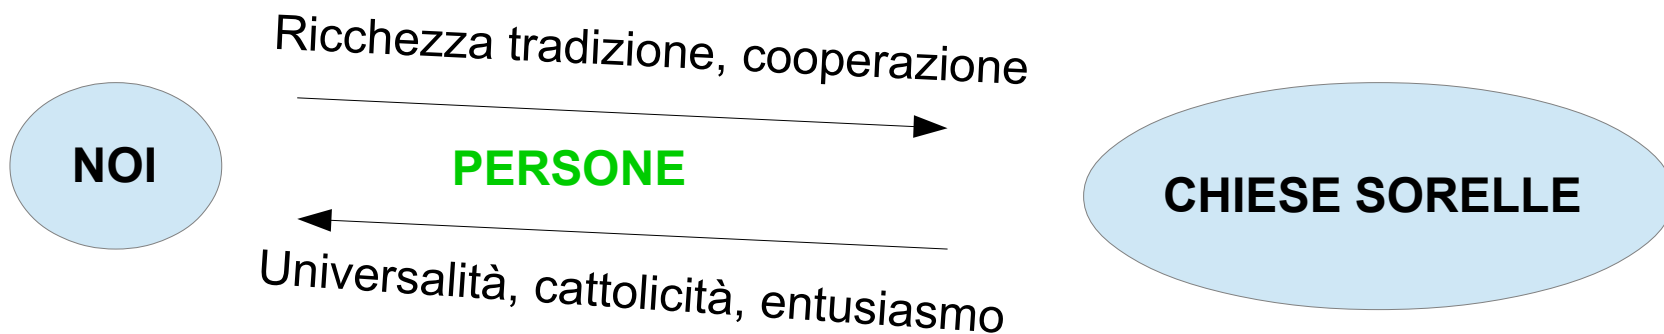 Ricchezza tradizione, cooperazione
NOI
PERSONE
CHIESE SORELLE
Universalità, cattolicità, entusiasmo